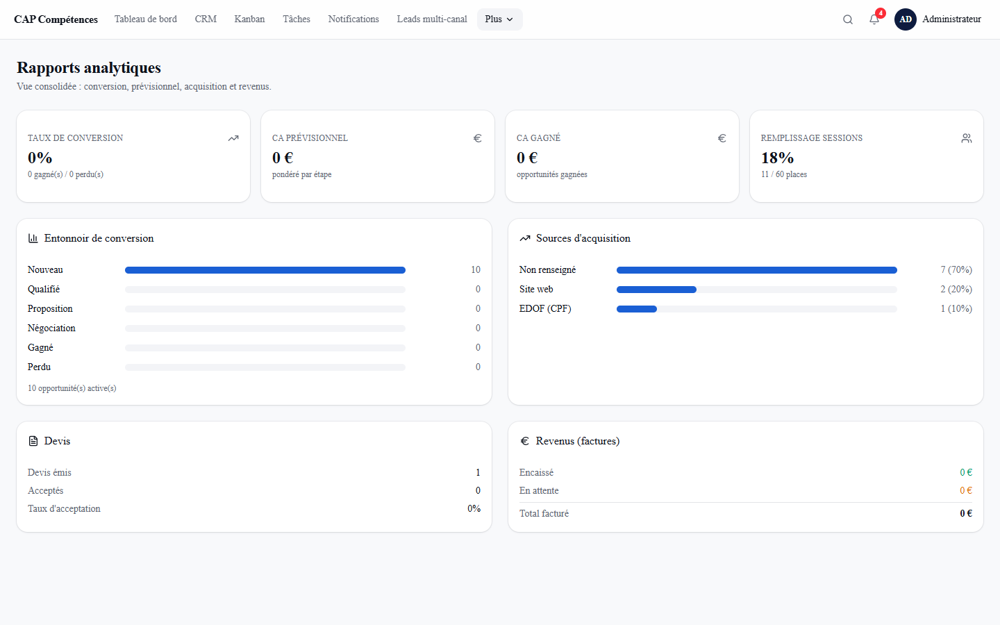 CAP Compétences Tableau de bord CRM Kanban Tâches Notifications Leads multi-canal Plus 4 AD Administrateur
Rapports analytiques
Vue consolidée : conversion, prévisionnel, acquisition et revenu.
TAUX DE CONVERSION
0%
0 gagné(s) / 0 perdu(s)
CA PRÉVISIONNEL
0 €
pondéré par étape
CA GAGNÉ
0 €
opportunités gagnées
REMPLISSAGE SESSIONS
18%
11 / 60 places
Entonnoir de conversion
Nouveau 10
Qualifié 0
Proposition 0
Négociation 0
Gagné 0
Perdu 0
10 opportunité(s) active(s)
Sources d'acquisition
Non renseigné 7 (70%)
Site web 2 (20%)
EDOF (CPF) 1 (10%)
Devis
Devis émis 1
Acceptés 0
Taux d'acceptation 0%
Revenus (factures)
Encaissé 0 €
En attente 0 €
Total facturé 0 €